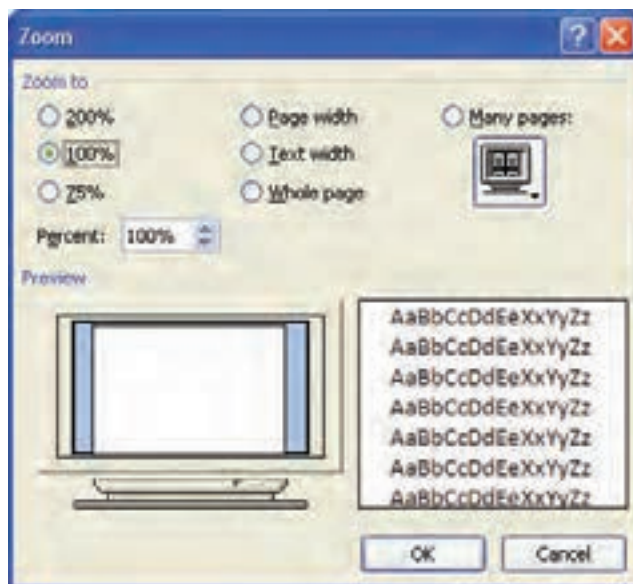 Zoom
Zoom to
200% Page width Many pages:
100% Text width
75% Whole page
Percent: 100%
Preview
AaBbCcDdEeXxYyZz
AaBbCcDdEeXxYyZz
AaBbCcDdEeXxYyZz
AaBbCcDdEeXxYyZz
AaBbCcDdEeXxYyZz
AaBbCcDdEeXxYyZz
AaBbCcDdEeXxYyZz
OK Cancel